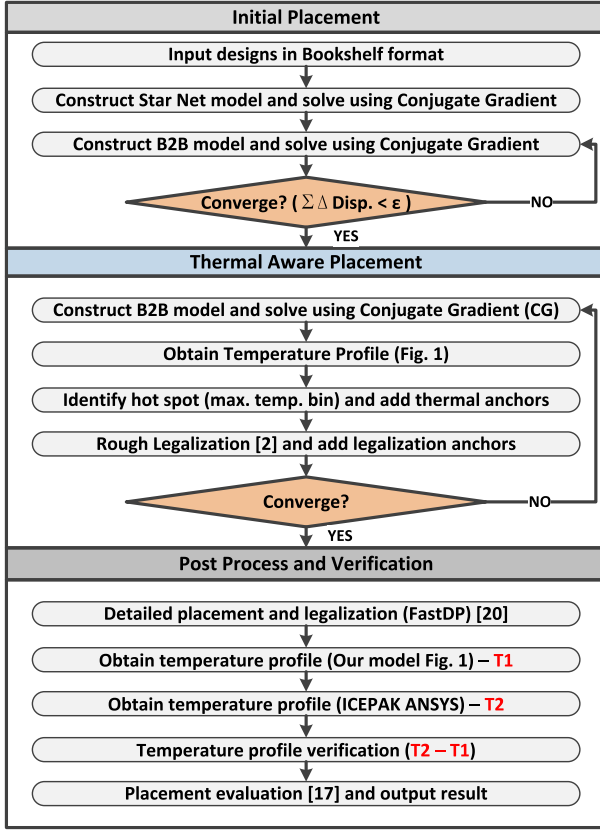 Initial Placement
Input designs in Bookshelf format
Construct Star Net model and solve using Conjugate Gradient
Construct B2B model and solve using Conjugate Gradient
Converge? ( Σ Δ Disp. < ε )
NO
YES
Thermal Aware Placement
Construct B2B model and solve using Conjugate Gradient (CG)
Obtain Temperature Profile (Fig. 1)
Identify hot spot (max. temp. bin) and add thermal anchors
Rough Legalization [2] and add legalization anchors
Converge?
NO
YES
Post Process and Verification
Detailed placement and legalization (FastDP) [20]
Obtain temperature profile (Our model Fig. 1) – T1
Obtain temperature profile (ICEPAK ANSYS) – T2
Temperature profile verification (T2 – T1)
Placement evaluation [17] and output result